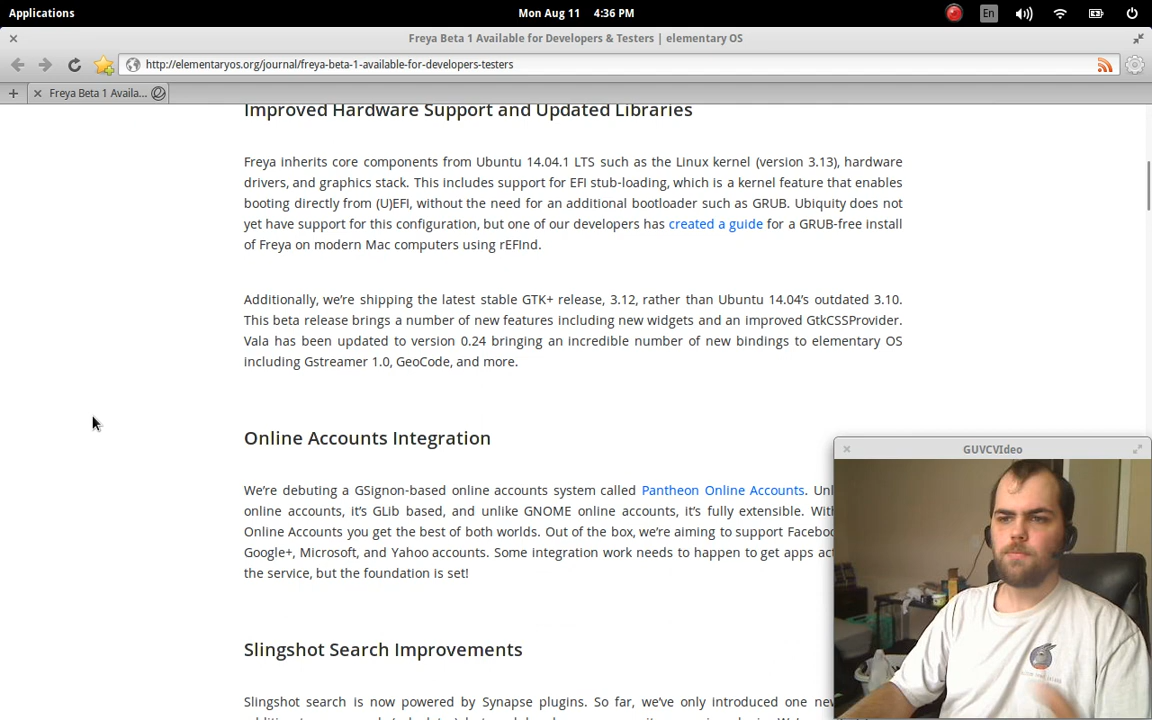 Applications
Mon Aug 11 4:36 PM
En
Freya Beta 1 Available for Developers & Testers | elementary OS
http://elementaryos.org/journal/freya-beta-1-available-for-developers-testers
Freya Beta 1 Availa...
Improved Hardware Support and Updated Libraries
Freya inherits core components from Ubuntu 14.04.1 LTS such as the Linux kernel (version 3.13), hardware
drivers, and graphics stack. This includes support for EFI stub-loading, which is a kernel feature that enables
booting directly from (U)EFI, without the need for an additional bootloader such as GRUB. Ubiquity does not
yet have support for this configuration, but one of our developers has created a guide for a GRUB-free install
of Freya on modern Mac computers using rEFInd.
Additionally, we're shipping the latest stable GTK+ release, 3.12, rather than Ubuntu 14.04's outdated 3.10.
This beta release brings a number of new features including new widgets and an improved GtkCSSProvider.
Vala has been updated to version 0.24 bringing an incredible number of new bindings to elementary OS
including Gstreamer 1.0, GeoCode, and more.
Online Accounts Integration
GUVCVIdeo
We're debuting a GSignon-based online accounts system called Pantheon Online Accounts.
online accounts, it's GLib based, and unlike GNOME online accounts, it's fully extensible.
Online Accounts you get the best of both worlds. Out of the box, we're aiming to support
Google+, Microsoft, and Yahoo accounts. Some integration work needs to happen to get apps
the service, but the foundation is set!
Slingshot Search Improvements
Slingshot search is now powered by Synapse plugins. So far, we've only introduced one